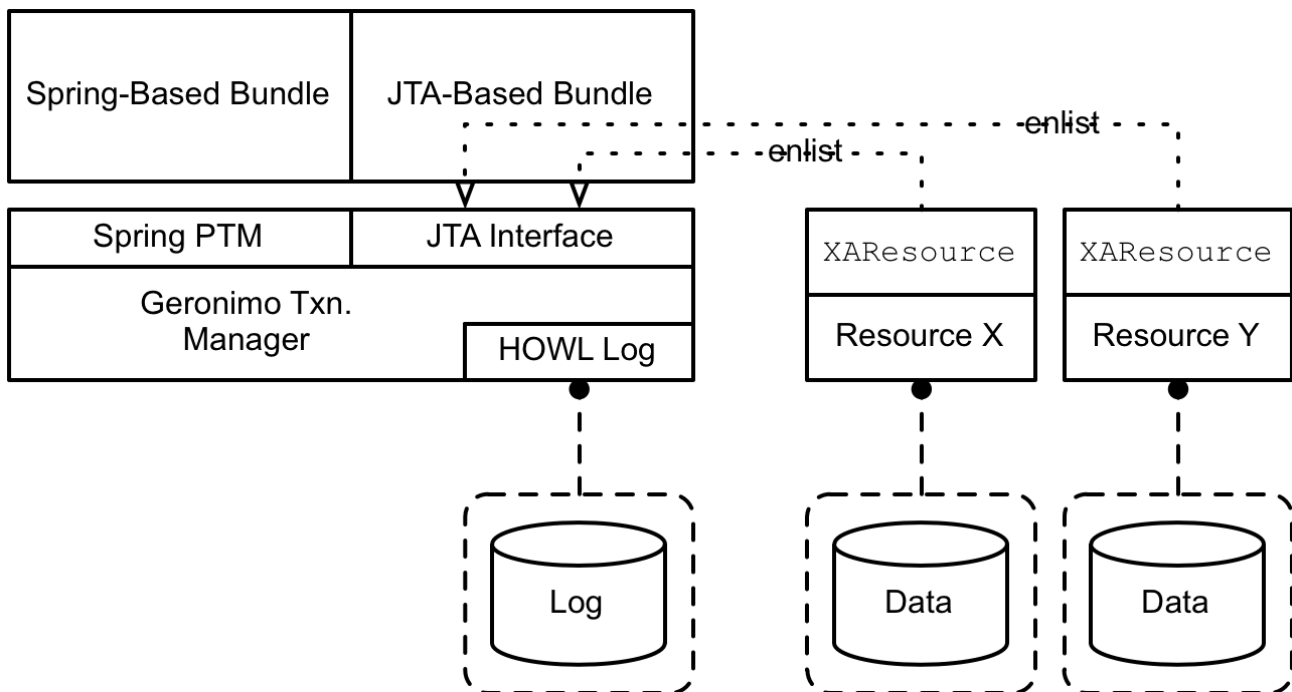 Spring-Based Bundle
JTA-Based Bundle
enlist
enlist
Spring PTM
JTA Interface
XAResource
XAResource
Geronimo Txn.
Manager
HOWL Log
Resource X
Resource Y
Log
Data
Data